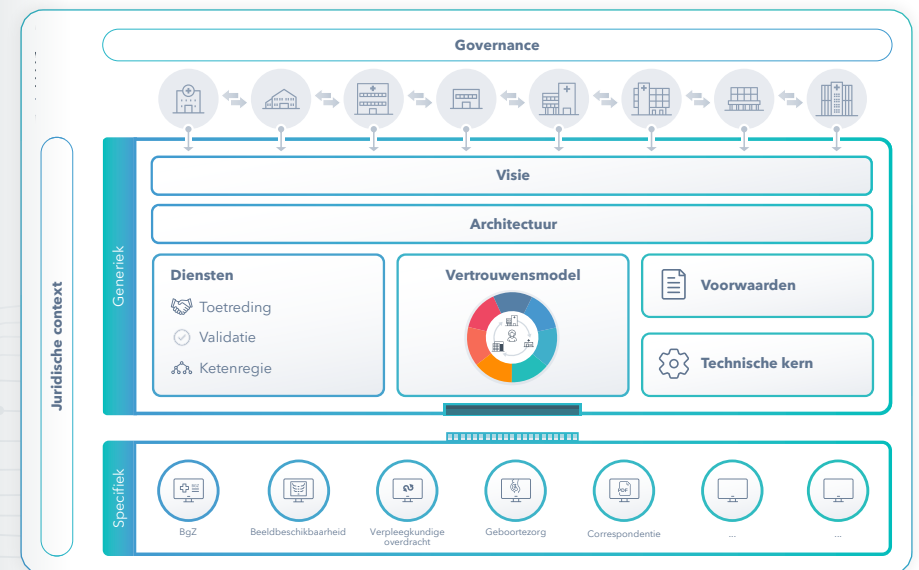 Governance
Juridische context
Generiek
Visie
Architectuur
Diensten
Toetreding
Validatie
Ketenregie
Vertrouwensmodel
Voorwaarden
Technische kern
Specifiek
BgZ
Beeldbeschikbaarheid
Verpleegkundige
overdracht
Geboortezorg
PDF
Correspondentie
...
...